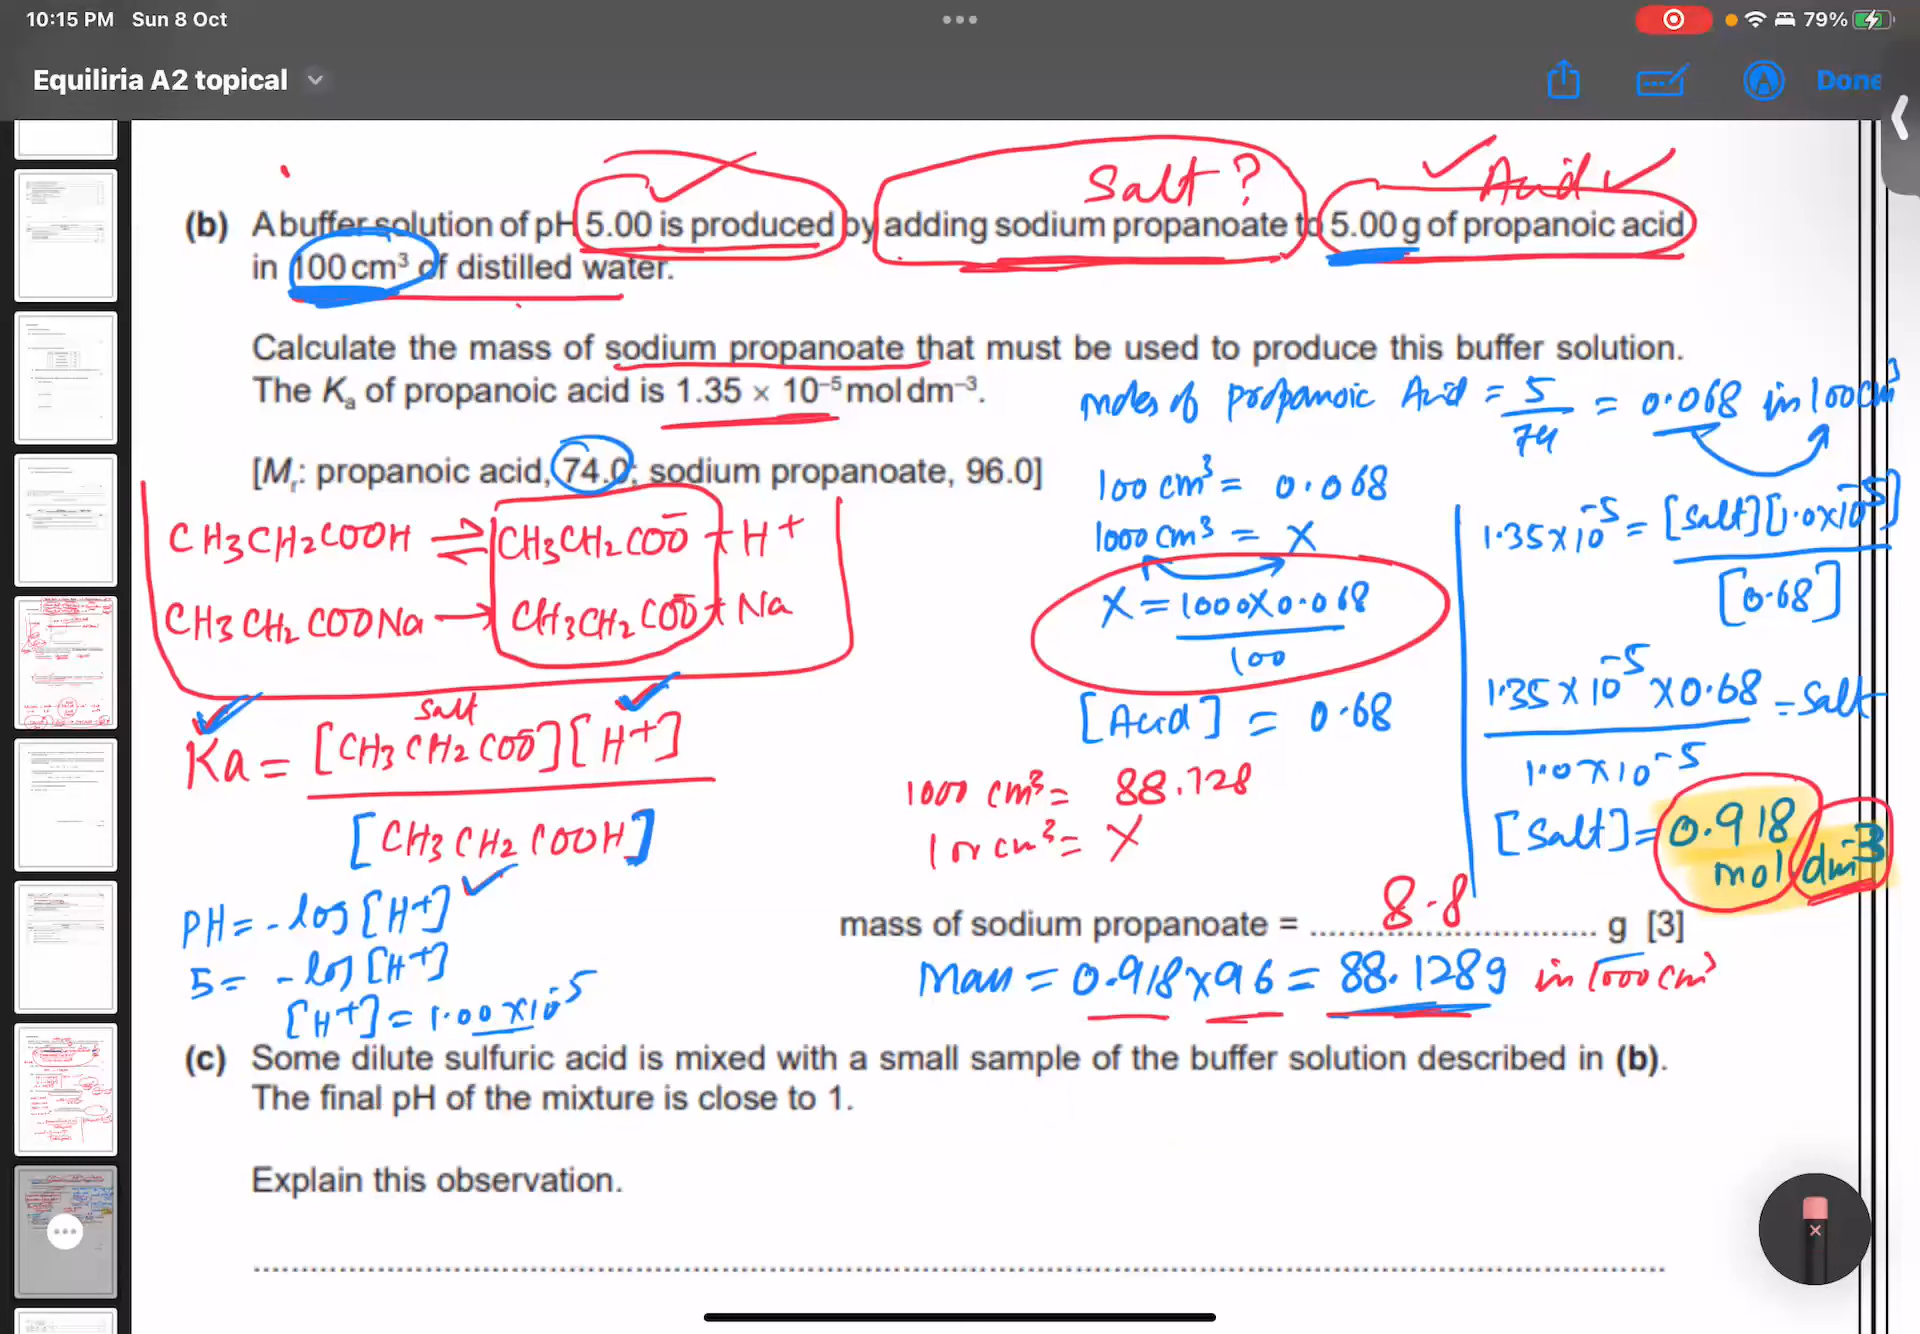 10:15 PM Sun 8 Oct
79%
Equiliria A2 topical
Done
Salt ?
Acid
(b) A buffer solution of pH 5.00 is produced by adding sodium propanoate to 5.00 g of propanoic acid
in 100 cm³ of distilled water.
Calculate the mass of sodium propanoate that must be used to produce this buffer solution.
The Kₐ of propanoic acid is 1.35 × 10⁻⁵ mol dm⁻³.
moles of propanoic Acid = 5/74 = 0.068 in 100 cm³
[Mᵣ: propanoic acid, 74.0; sodium propanoate, 96.0]
100 cm³ = 0.068
1000 cm³ = X
X = 1000X0.068
100
[Acid] = 0.68
CH3CH2COOH ⇌ CH3CH2COO⁻ + H+
CH3CH2COONa → CH3CH2COO⁻ + Na
1.35×10⁻⁵ = [Salt][1.0×10⁻⁵]
[0.68]
1.35×10⁻⁵ ×0.68 = Salt
1.0×10⁻⁵
[Salt] = 0.918
mol dm⁻³
salt
Ka = [CH3CH2COO⁻][H+]
[CH3CH2COOH]
1000 cm³ = 88.128
100 cm³ = X
PH = -log [H+]
5 = -log [H+]
[H+] = 1.00×10⁻⁵
mass of sodium propanoate = 8.8 g [3]
Mass = 0.918×96 = 88.128g in 1000 cm³
(c) Some dilute sulfuric acid is mixed with a small sample of the buffer solution described in (b).
The final pH of the mixture is close to 1.
Explain this observation.